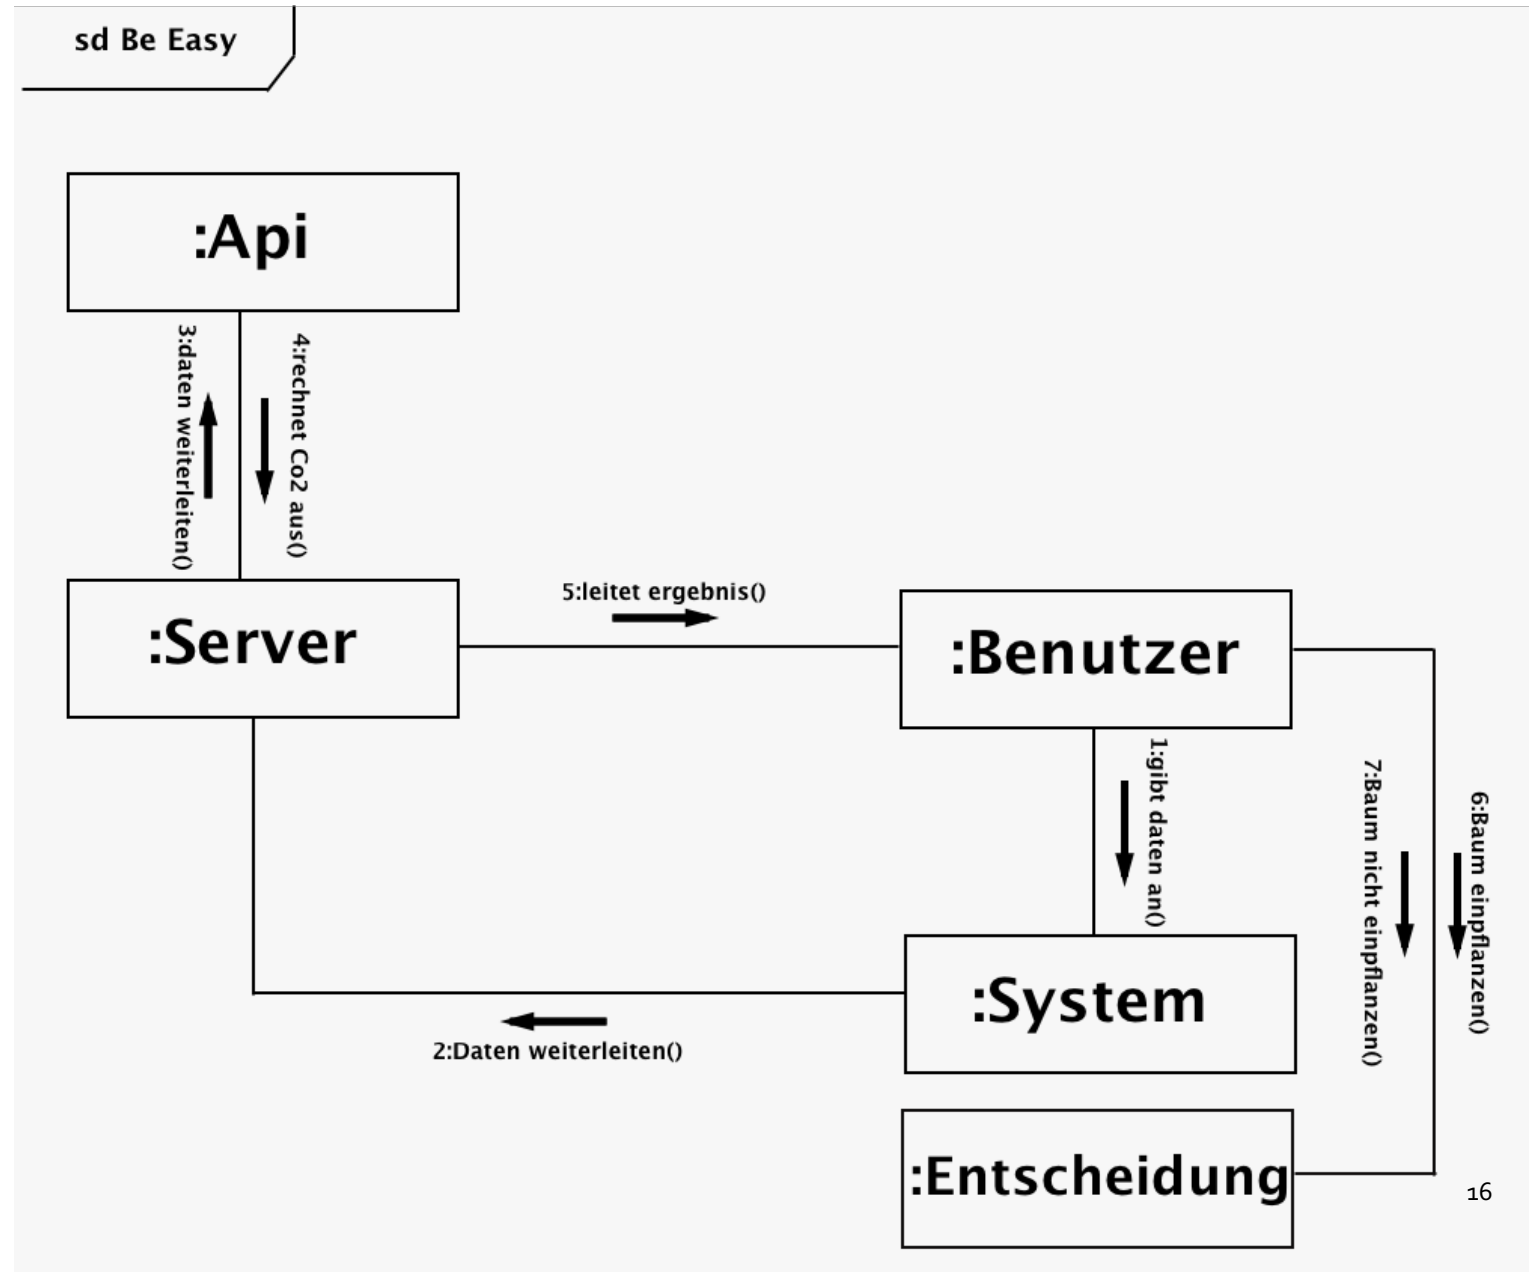 sd Be Easy
:Api
3:daten weiterleiten()
4:rechnet Co2 aus()
5:leitet ergebnis()
:Server
:Benutzer
1:gibt daten an()
7:Baum nicht einpflanzen()
6:Baum einpflanzen()
:System
2:Daten weiterleiten()
:Entscheidung
16